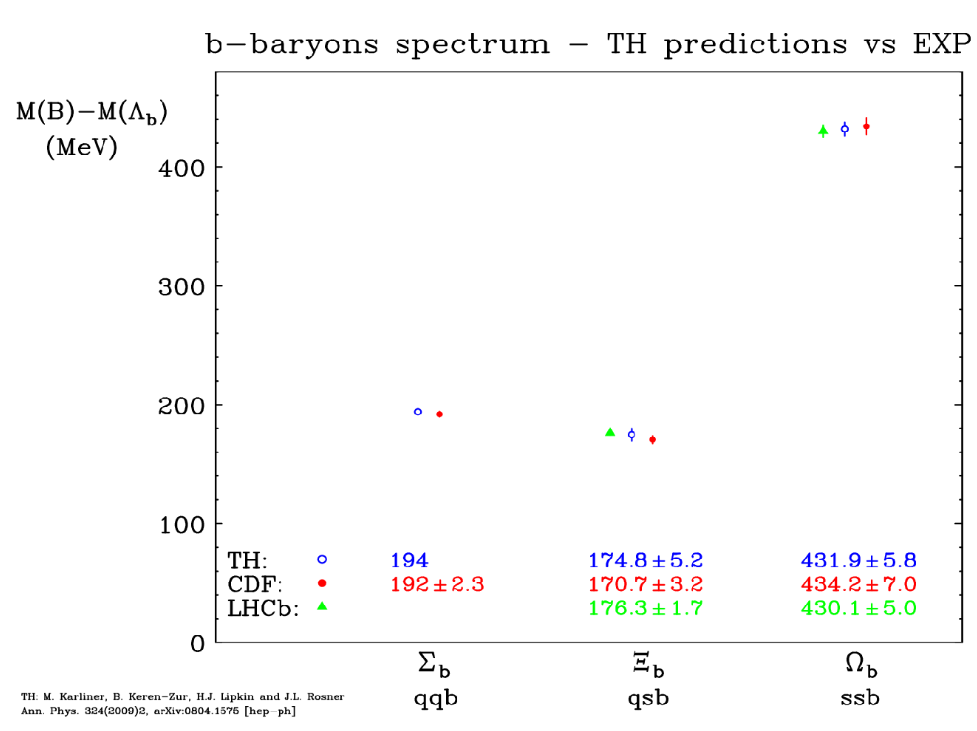 b-baryons spectrum - TH predictions vs EXP
M(B)-M(Λb)
(MeV)
400
300
200
100
0
TH: 194 174.8±5.2 431.9±5.8
CDF: 192±2.3 170.7±3.2 434.2±7.0
LHCb: 176.3±1.7 430.1±5.0
Σb Ξb Ωb
qqb qsb ssb
TH: M. Karliner, B. Keren-Zur, H.J. Lipkin and J.L. Rosner
Ann. Phys. 324(2009)2, arXiv:0804.1575 [hep-ph]